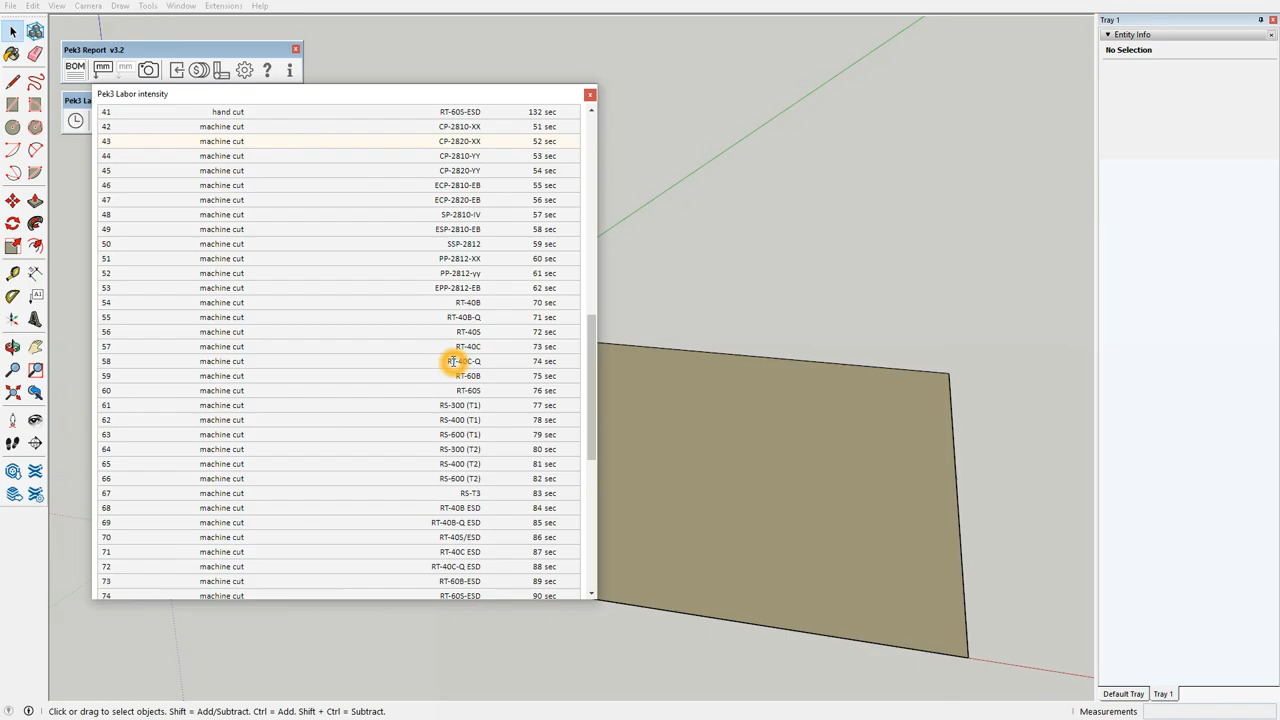 File Edit View Camera Draw Tools Window Extensions Help
Tray 1
Pek3 Report v3.2
Entity Info
No Selection
BOM mm mm
Pek3 Labor intensity
Pek3 La
41 hand cut RT-60S-ESD 132 sec
42 machine cut CP-2810-XX 51 sec
43 machine cut CP-2820-XX 52 sec
44 machine cut CP-2810-YY 53 sec
45 machine cut CP-2820-YY 54 sec
46 machine cut ECP-2810-EB 55 sec
47 machine cut ECP-2820-EB 56 sec
48 machine cut SP-2810-IV 57 sec
49 machine cut ESP-2810-EB 58 sec
50 machine cut SSP-2812 59 sec
51 machine cut PP-2812-XX 60 sec
52 machine cut PP-2812-yy 61 sec
53 machine cut EPP-2812-EB 62 sec
54 machine cut RT-40B 70 sec
55 machine cut RT-40B-Q 71 sec
56 machine cut RT-40S 72 sec
57 machine cut RT-40C 73 sec
58 machine cut RT-40C-Q 74 sec
59 machine cut RT-60B 75 sec
60 machine cut RT-60S 76 sec
61 machine cut RS-300 (T1) 77 sec
62 machine cut RS-400 (T1) 78 sec
63 machine cut RS-600 (T1) 79 sec
64 machine cut RS-300 (T2) 80 sec
65 machine cut RS-400 (T2) 81 sec
66 machine cut RS-600 (T2) 82 sec
67 machine cut RS-T3 83 sec
68 machine cut RT-40B ESD 84 sec
69 machine cut RT-40B-Q ESD 85 sec
70 machine cut RT-40S/ESD 86 sec
71 machine cut RT-40C ESD 87 sec
72 machine cut RT-40C-Q ESD 88 sec
73 machine cut RT-60B-ESD 89 sec
74 machine cut RT-60S-ESD 90 sec
Default Tray Tray 1
Click or drag to select objects. Shift = Add/Subtract. Ctrl = Add. Shift + Ctrl = Subtract. Measurements